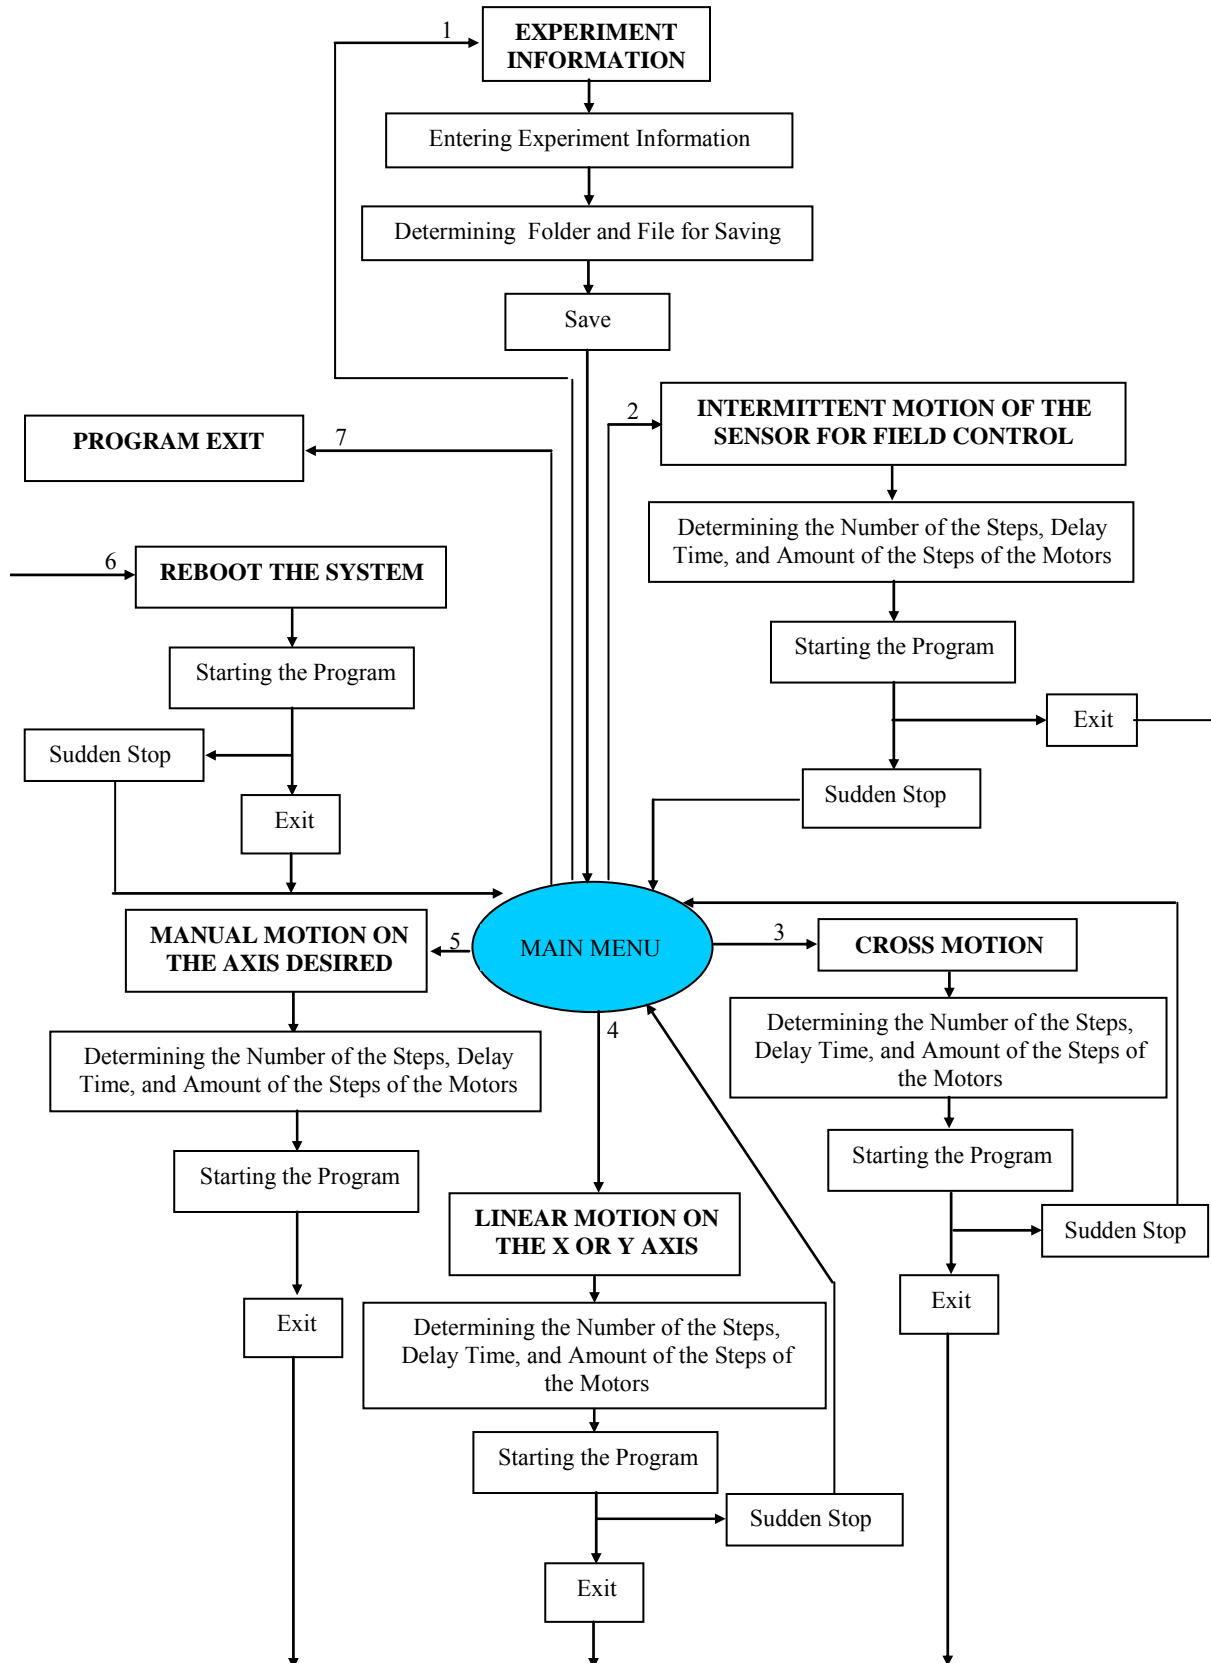 1
EXPERIMENT
INFORMATION
Entering Experiment Information
Determining Folder and File for Saving
Save
2
INTERMITTENT MOTION OF THE
SENSOR FOR FIELD CONTROL
PROGRAM EXIT
7
Determining the Number of the Steps, Delay
Time, and Amount of the Steps of the Motors
6
REBOOT THE SYSTEM
Starting the Program
Starting the Program
Exit
Sudden Stop
Sudden Stop
Exit
MANUAL MOTION ON
THE AXIS DESIRED
5
MAIN MENU
3
CROSS MOTION
4
Determining the Number of the Steps,
Delay Time, and Amount of the Steps of
the Motors
Determining the Number of the Steps, Delay
Time, and Amount of the Steps of the Motors
Starting the Program
Starting the Program
LINEAR MOTION ON
THE X OR Y AXIS
Sudden Stop
Exit
Exit
Determining the Number of the Steps,
Delay Time, and Amount of the Steps of
the Motors
Starting the Program
Sudden Stop
Exit